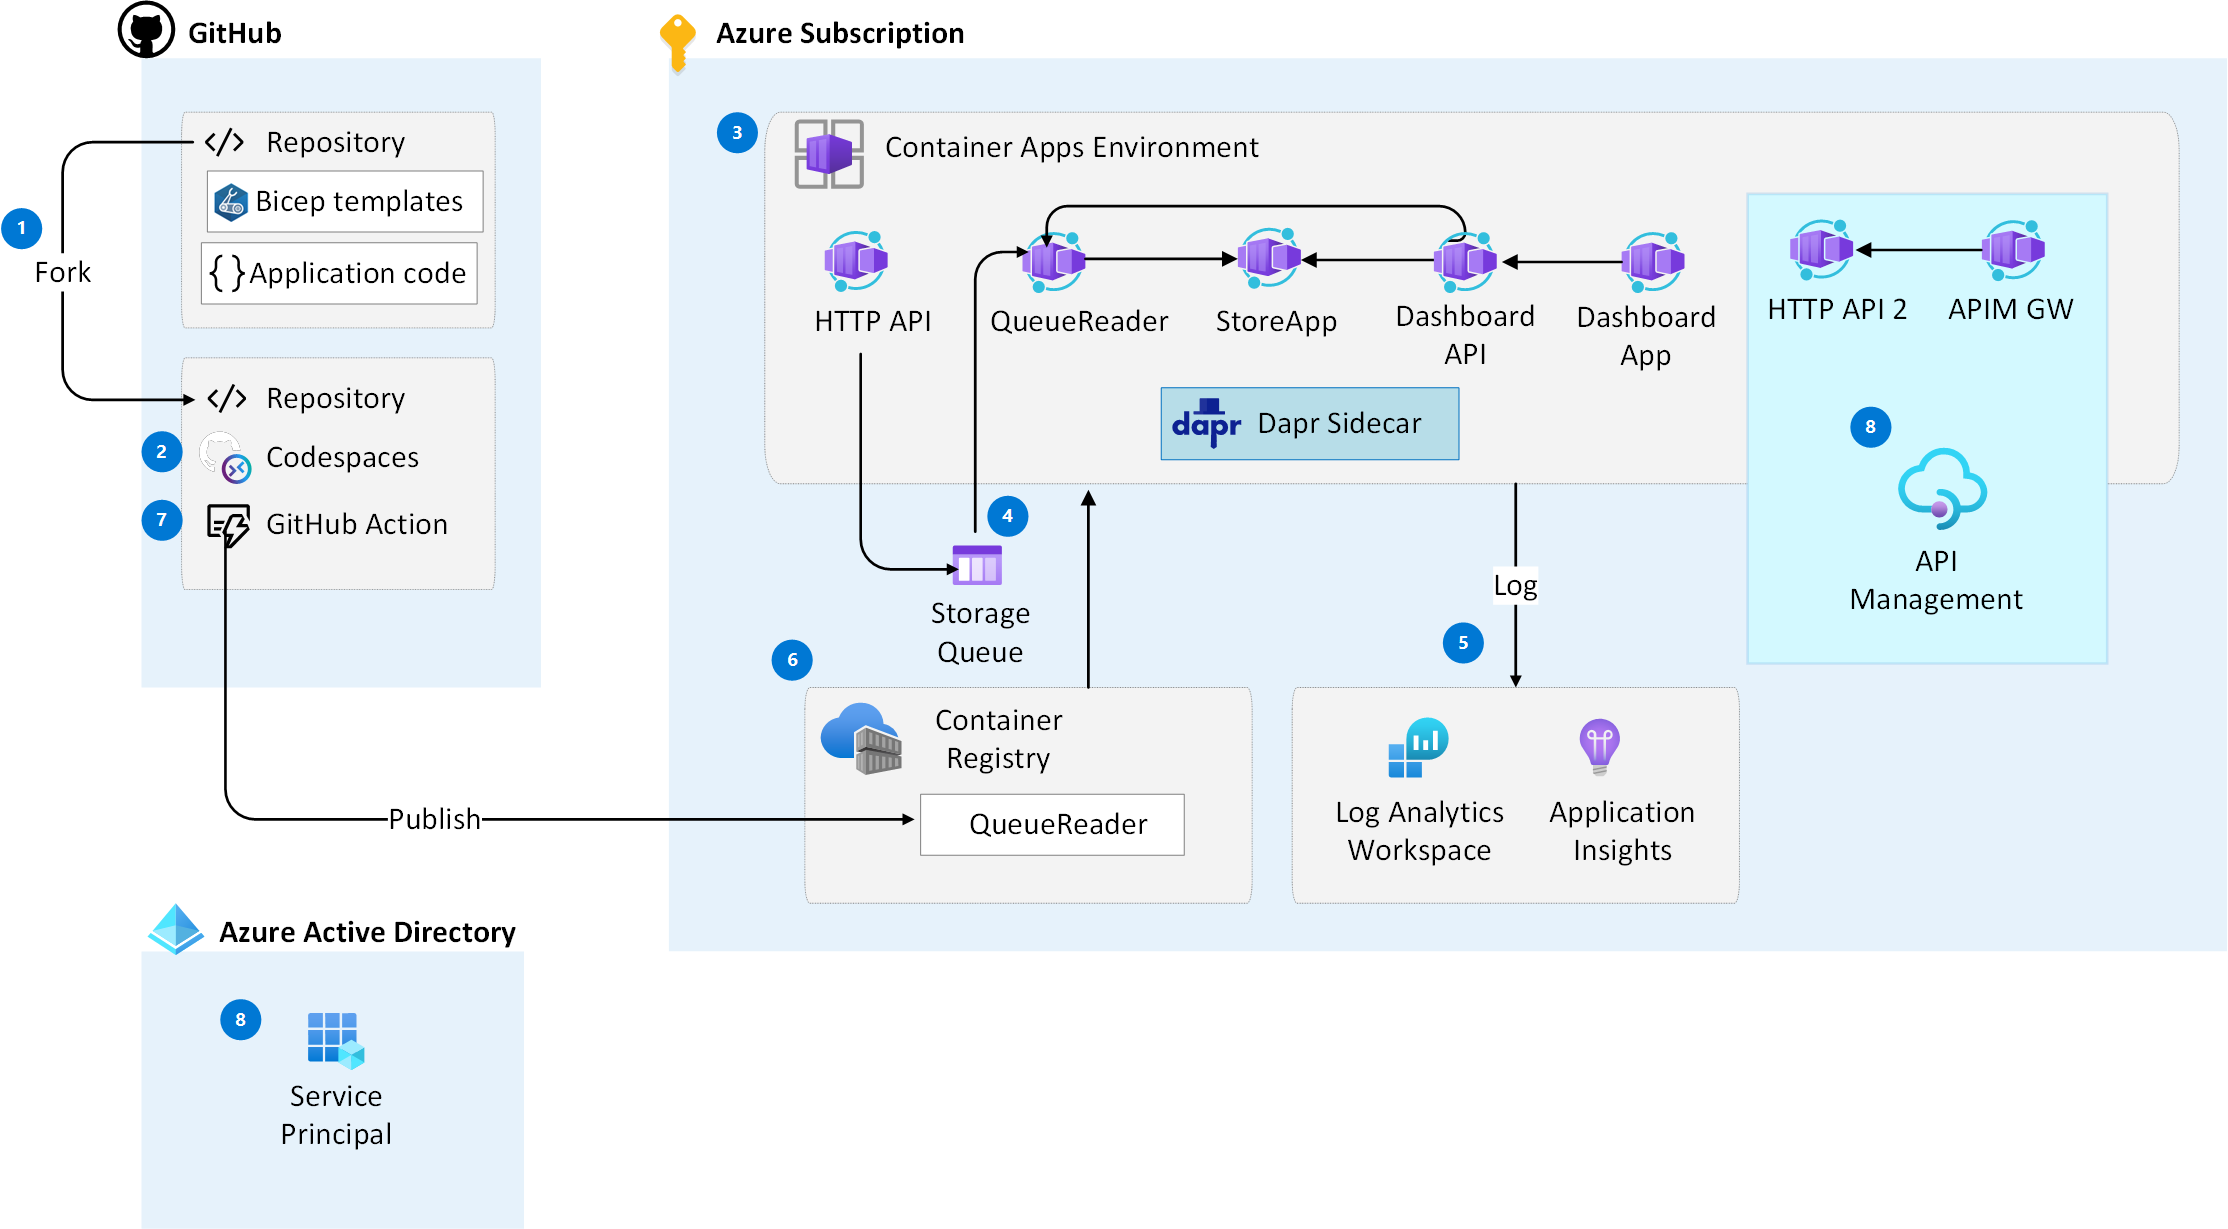 GitHub
Repository
Bicep templates
{ } Application code
1
Fork
Repository
2
Codespaces
7
GitHub Action
Publish
Azure Active Directory
8
Service
Principal
Azure Subscription
3
Container Apps Environment
HTTP API
QueueReader
StoreApp
Dashboard
API
Dashboard
App
HTTP API 2
APIM GW
dapr Dapr Sidecar
8
API
Management
4
Storage
Queue
Log
5
6
Container
Registry
QueueReader
Log Analytics
Workspace
Application
Insights